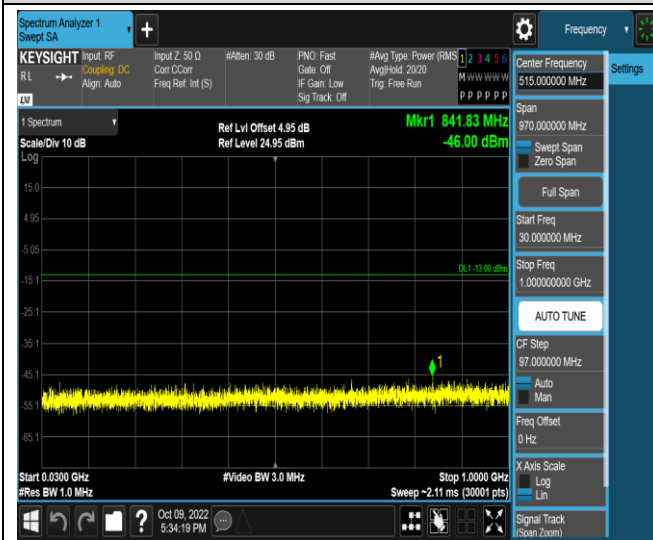 Spectrum Analyzer 1
Swept SA
+
Frequency
KEYSIGHT
RL
LXI
Input: RF
Coupling: DC
Align: Auto
Input Z: 50 Ω
Corr CCorr
Freq Ref: Int (S)
#Atten: 30 dB
PNO: Fast
Gate: Off
IF Gain: Low
Sig Track: Off
#Avg Type: Power (RMS
Avg|Hold: 20/20
Trig: Free Run
1 2 3 4 5 6
M W W W W W
P P P P P P
1 Spectrum
Scale/Div 10 dB
Log
Ref Lvl Offset 4.95 dB
Ref Level 24.95 dBm
Mkr1 841.83 MHz
-46.00 dBm
15.0
4.95
-5.05
DL1 -13.00 dBm
-15.1
-25.1
-35.1
1
-45.1
-55.1
-65.1
Start 0.0300 GHz
#Res BW 1.0 MHz
#Video BW 3.0 MHz
Stop 1.0000 GHz
Sweep ~2.11 ms (30001 pts)
?
Oct 09, 2022
5:34:19 PM
Center Frequency
515.000000 MHz
Settings
Span
970.000000 MHz
Swept Span
Zero Span
Full Span
Start Freq
30.000000 MHz
Stop Freq
1.000000000 GHz
AUTO TUNE
CF Step
97.000000 MHz
Auto
Man
Freq Offset
0 Hz
X Axis Scale
Log
Lin
Signal Track
(Span Zoom)